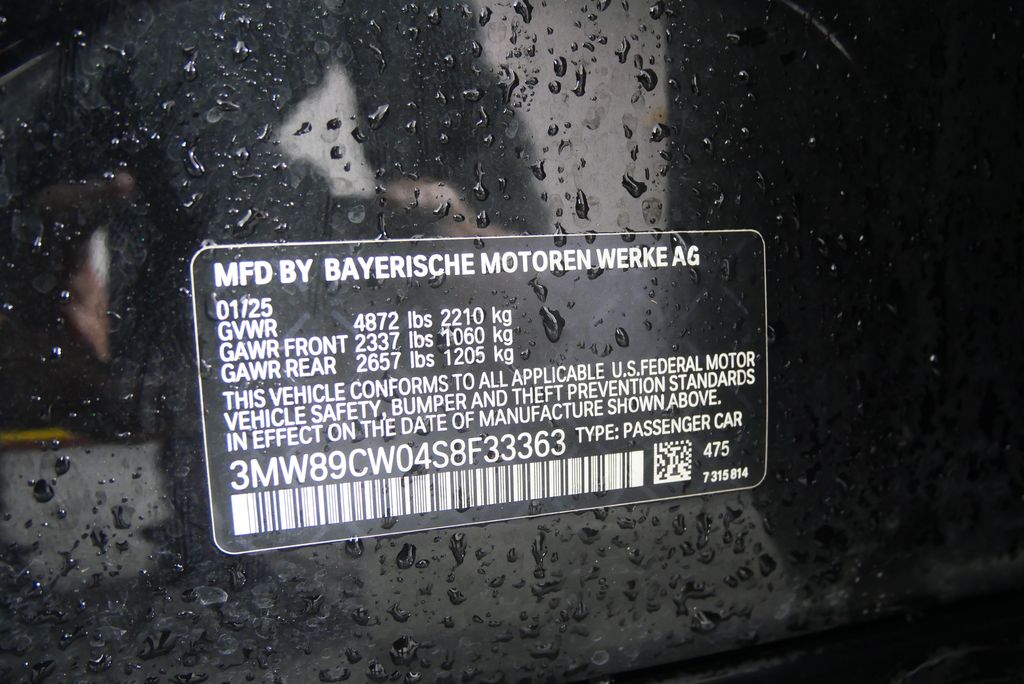 MFD BY BAYERISCHE MOTOREN WERKE AG
01/25
GVWR 4872 lbs 2210 kg
GAWR FRONT 2337 lbs 1060 kg
GAWR REAR 2657 lbs 1205 kg
THIS VEHICLE CONFORMS TO ALL APPLICABLE U.S.FEDERAL MOTOR
VEHICLE SAFETY, BUMPER AND THEFT PREVENTION STANDARDS
IN EFFECT ON THE DATE OF MANUFACTURE SHOWN ABOVE.
3MW89CW04S8F33363 TYPE: PASSENGER CAR
475
7 315 814